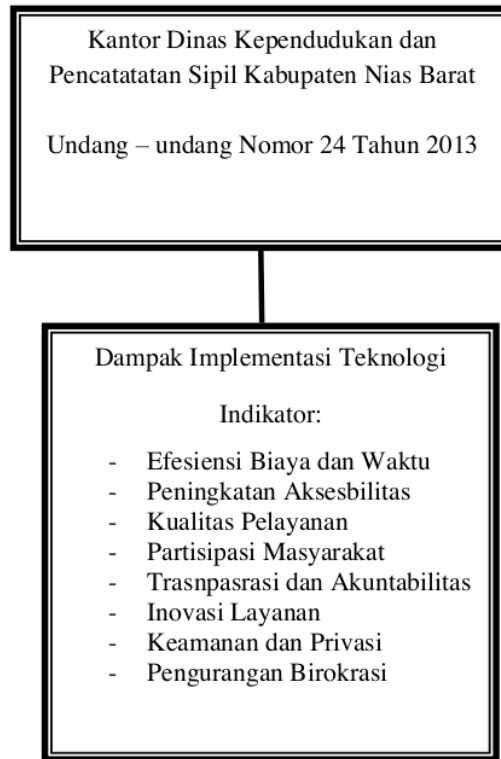 Kantor Dinas Kependudukan dan
Pencatatatan Sipil Kabupaten Nias Barat
Undang – undang Nomor 24 Tahun 2013
Dampak Implementasi Teknologi
Indikator:
- Efesiensi Biaya dan Waktu
- Peningkatan Aksesbilitas
- Kualitas Pelayanan
- Partisipasi Masyarakat
- Trasnpasrasi dan Akuntabilitas
- Inovasi Layanan
- Keamanan dan Privasi
- Pengurangan Birokrasi